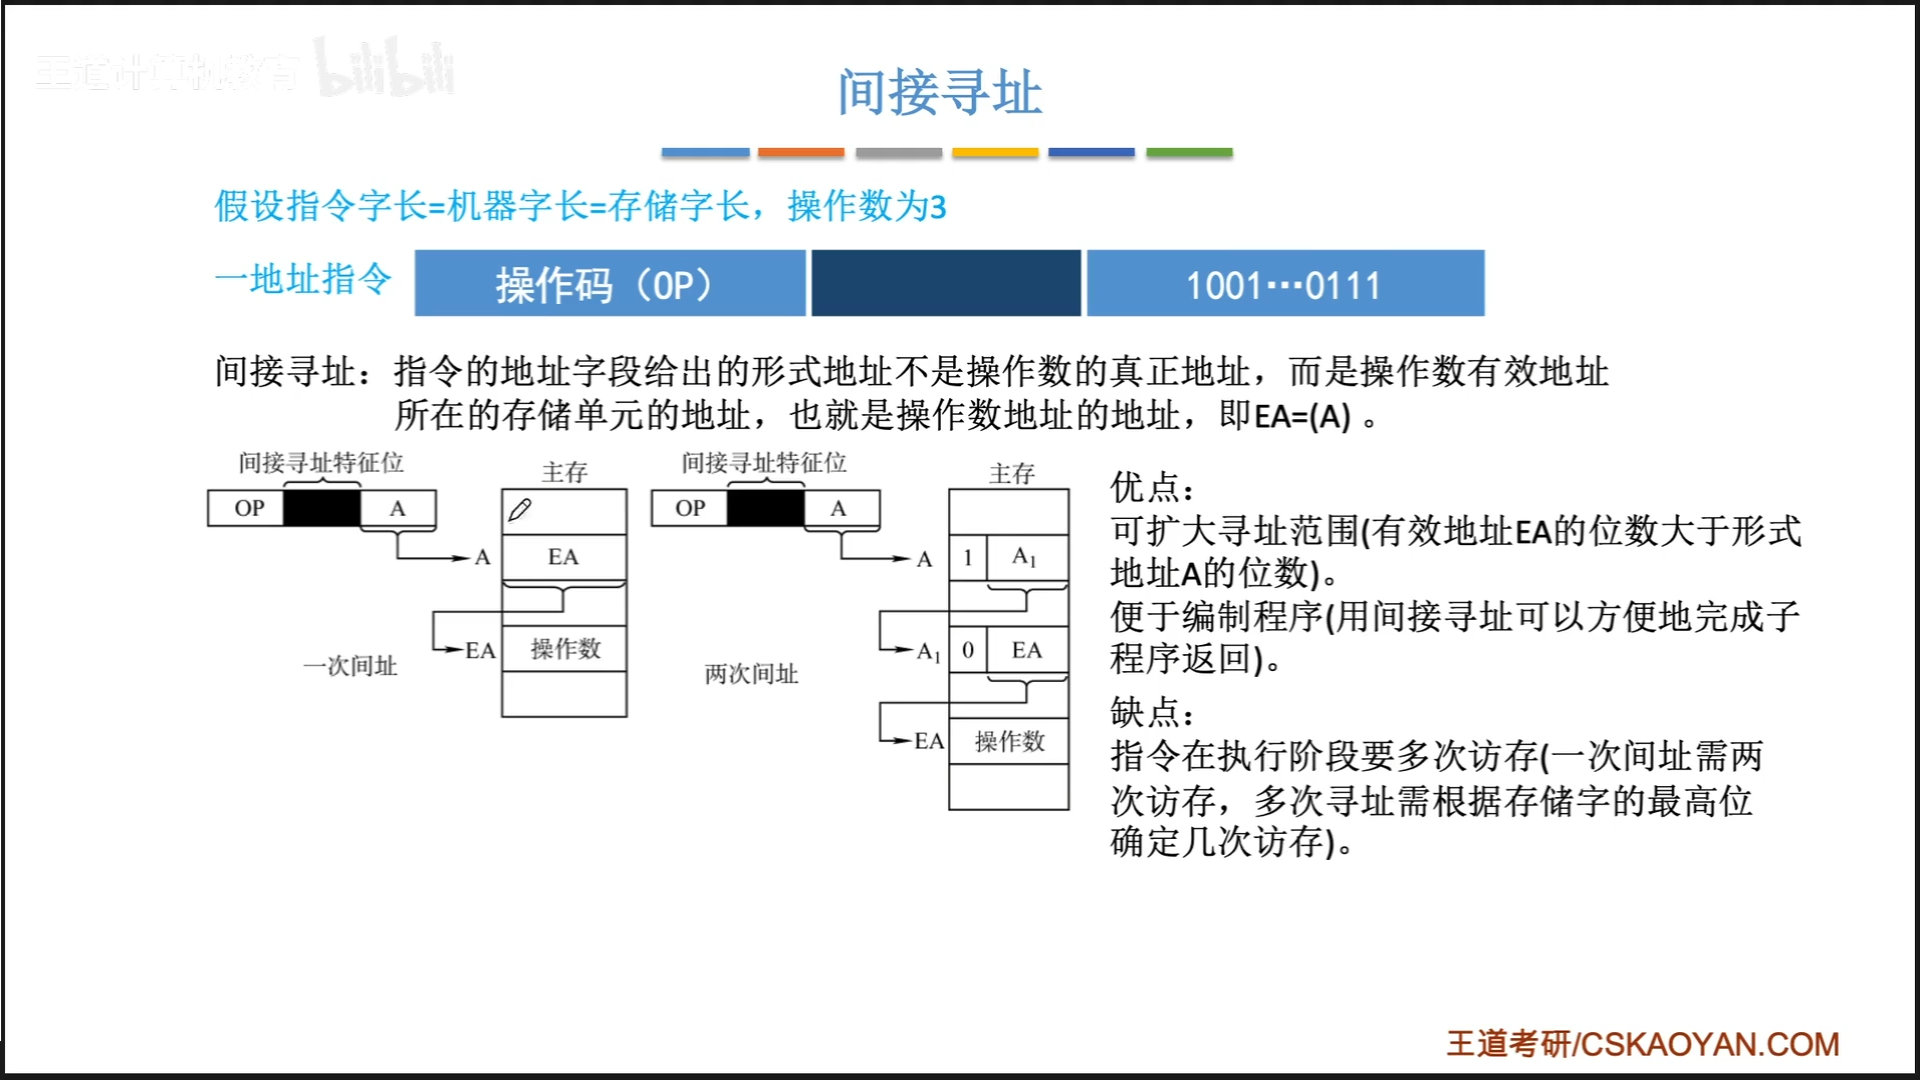 王道计算机教育 bilibili
间接寻址
假设指令字长=机器字长=存储字长，操作数为3
一地址指令 操作码（OP） 1001…0111
间接寻址：指令的地址字段给出的形式地址不是操作数的真正地址，而是操作数有效地址
所在的存储单元的地址，也就是操作数地址的地址，即EA=(A) 。
间接寻址特征位
OP A
主存
A EA
EA 操作数
一次间址
间接寻址特征位
OP A
主存
A 1 A₁
A₁ 0 EA
EA 操作数
两次间址
优点：
可扩大寻址范围(有效地址EA的位数大于形式
地址A的位数)。
便于编制程序(用间接寻址可以方便地完成子
程序返回)。
缺点：
指令在执行阶段要多次访存(一次间址需两
次访存，多次寻址需根据存储字的最高位
确定几次访存)。
王道考研/CSKAOYAN.COM